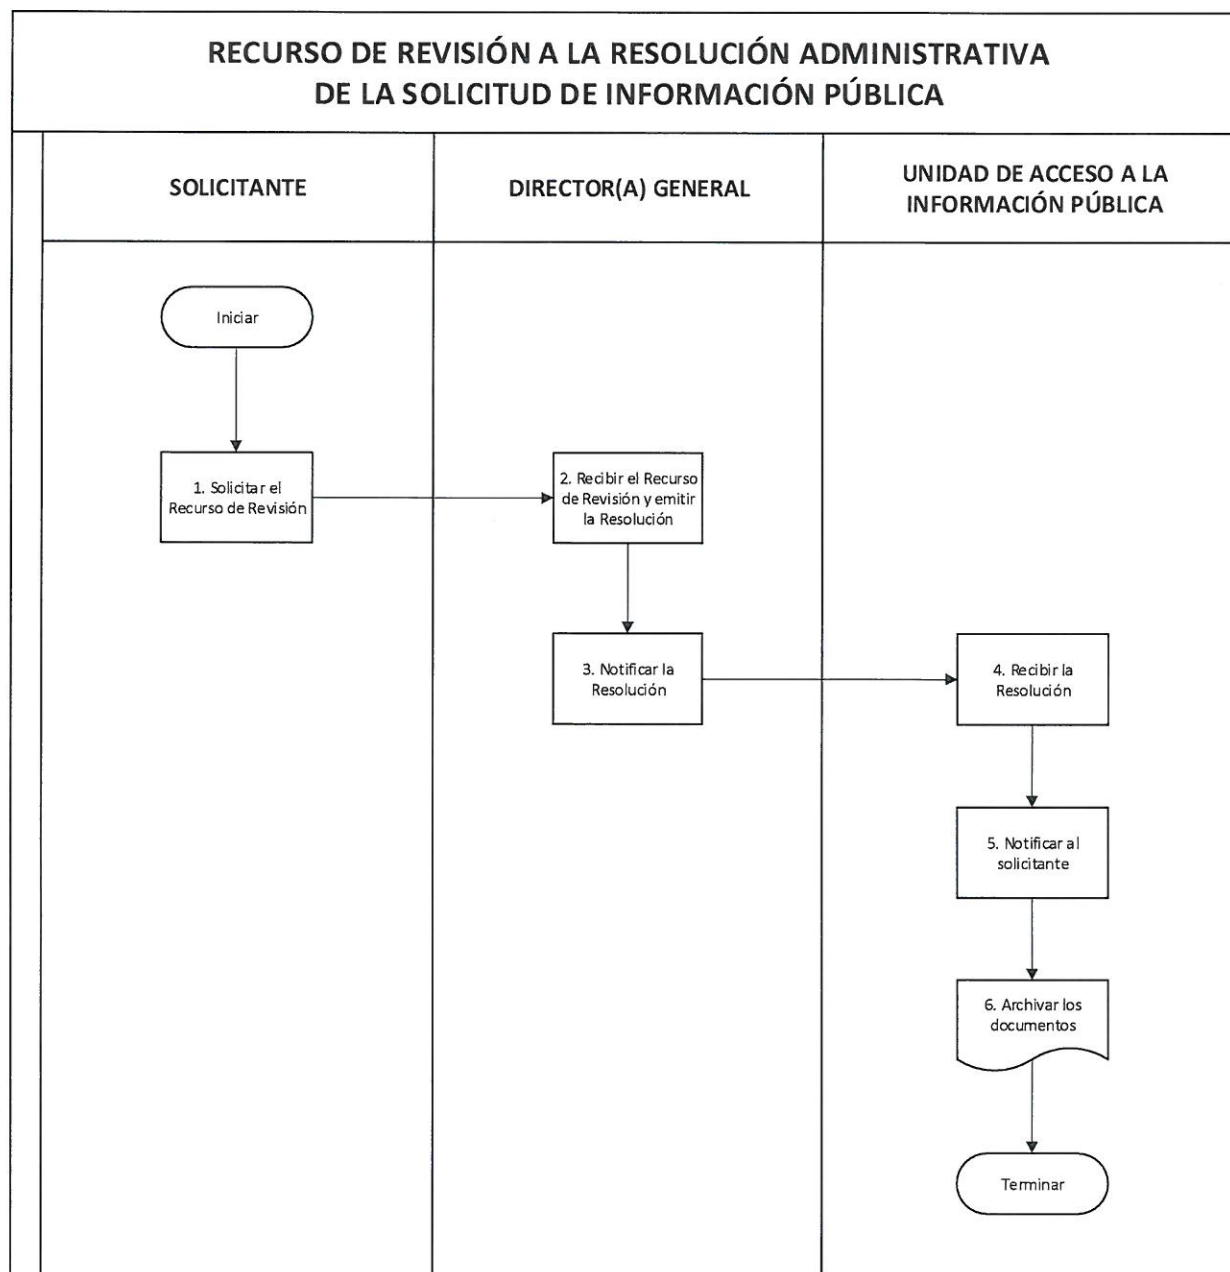 RECURSO DE REVISIÓN A LA RESOLUCIÓN ADMINISTRATIVA
DE LA SOLICITUD DE INFORMACIÓN PÚBLICA
SOLICITANTE
DIRECTOR(A) GENERAL
UNIDAD DE ACCESO A LA
INFORMACIÓN PÚBLICA
Iniciar
1. Solicitar el
Recurso de Revisión
2. Recibir el Recurso
de Revisión y emitir
la Resolución
3. Notificar la
Resolución
4. Recibir la
Resolución
5. Notificar al
solicitante
6. Archivar los
documentos
Terminar